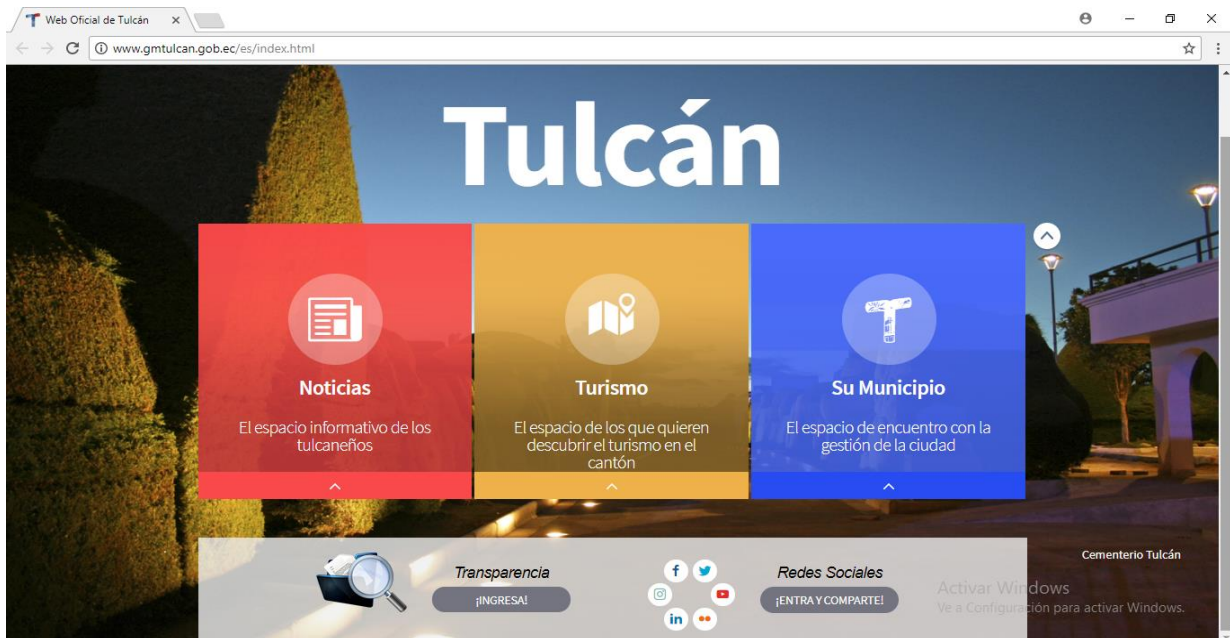 Web Oficial de Tulcán
www.gmtulcan.gob.ec/es/index.html
Tulcán
Noticias
El espacio informativo de los
tulcaneños
Turismo
El espacio de los que quieren
descubrir el turismo en el
cantón
Su Municipio
El espacio de encuentro con la
gestión de la ciudad
Transparencia
¡INGRESA!
Redes Sociales
¡ENTRA Y COMPARTE!
Cementerio Tulcán
Activar Windows
Ve a Configuración para activar Windows.